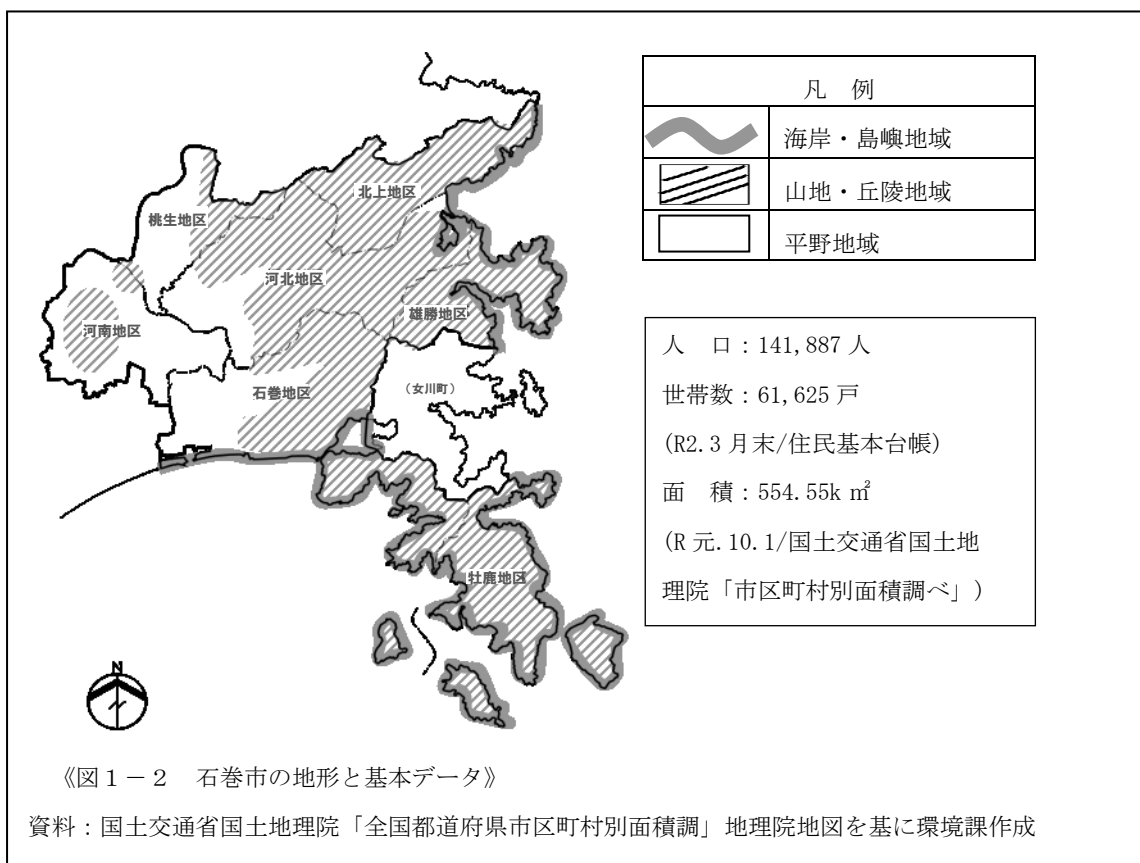 凡 例
海岸・島嶼地域
山地・丘陵地域
平野地域
北上地区
桃生地区
河北地区
雄勝地区
河南地区
石巻地区
（女川町）
牡鹿地区
N
人 口：141,887 人
世帯数：61,625 戸
(R2.3 月末/住民基本台帳)
面 積：554.55k ㎡
(R 元.10.1/国土交通省国土地
理院「市区町村別面積調べ」)
《図１－２ 石巻市の地形と基本データ》
資料：国土交通省国土地理院「全国都道府県市区町村別面積調」地理院地図を基に環境課作成